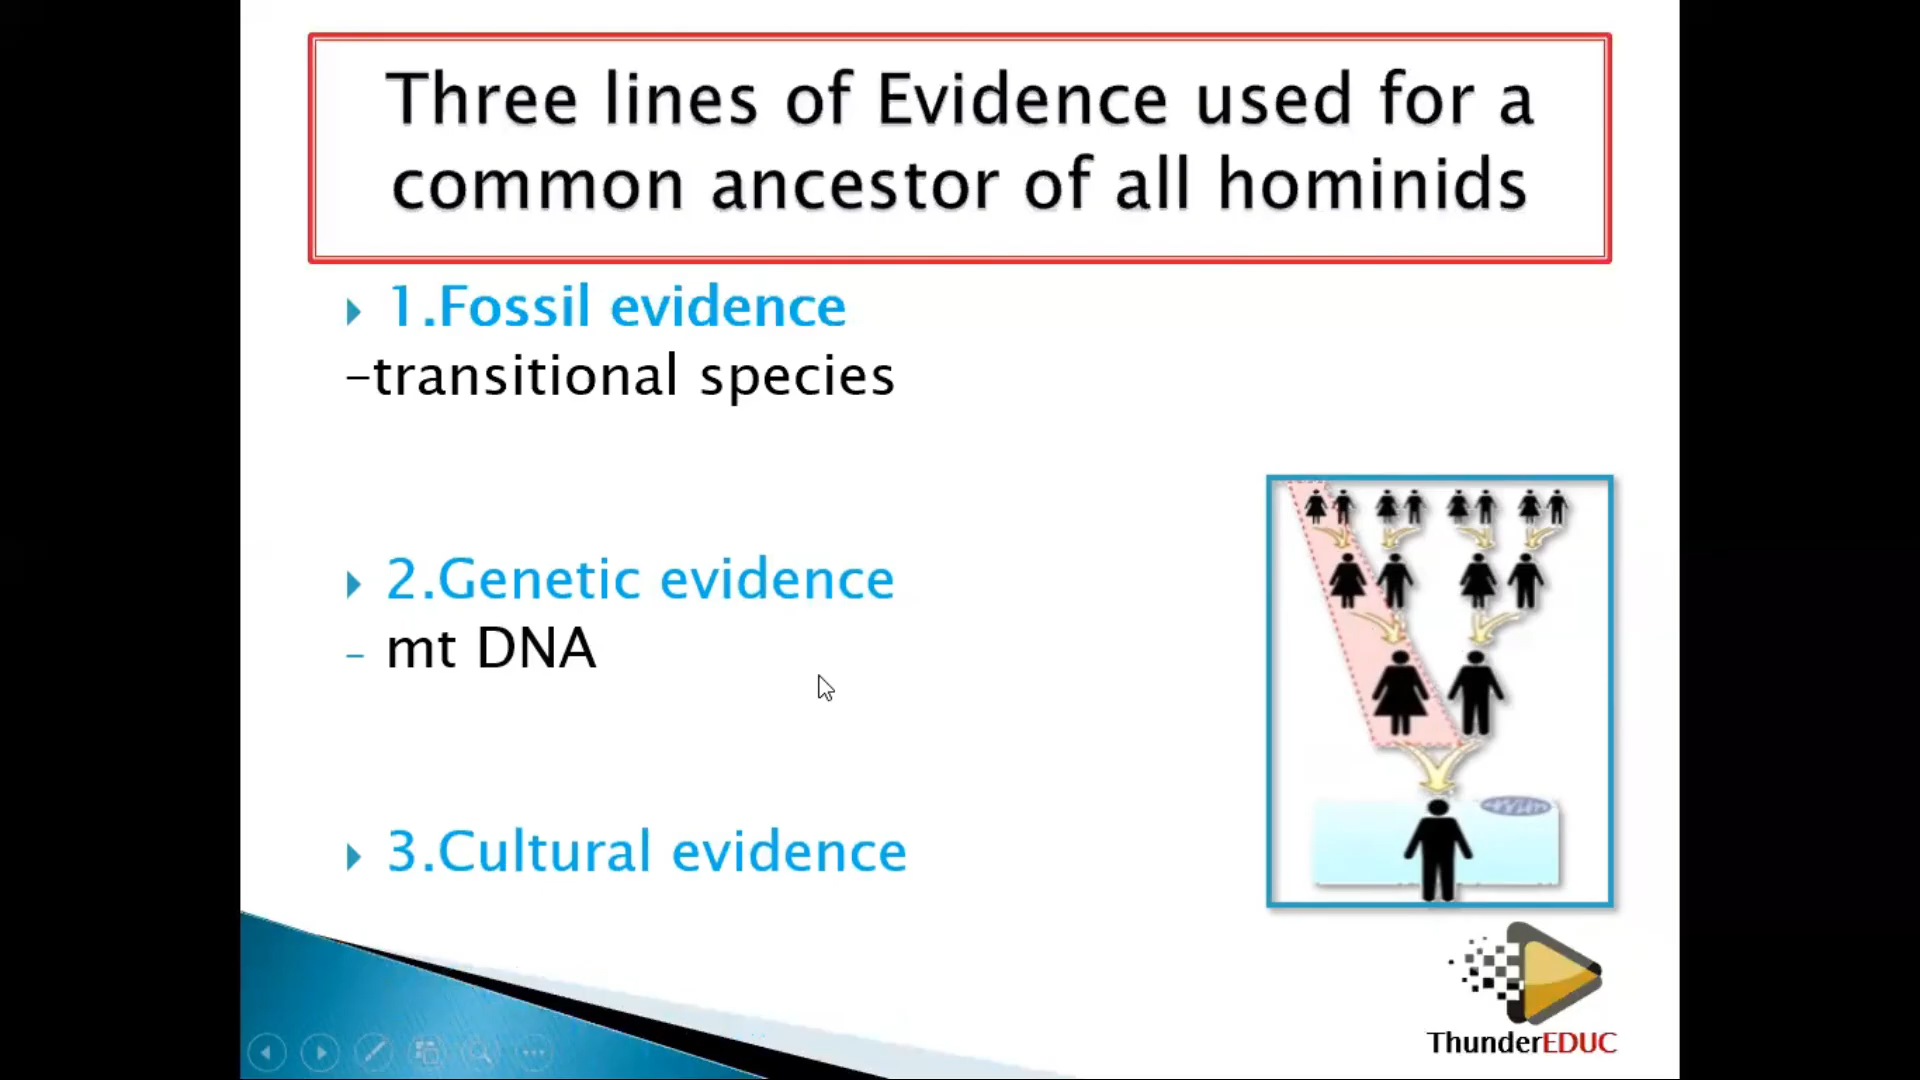 Three lines of Evidence used for a
common ancestor of all hominids
1.Fossil evidence
-transitional species
2.Genetic evidence
- mt DNA
3.Cultural evidence
ThunderEDUC